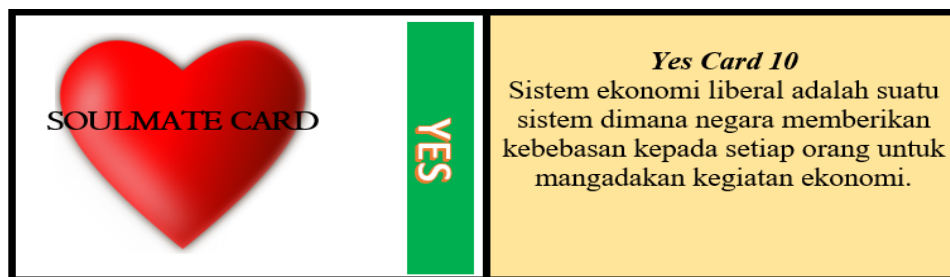 SOULMATE CARD
YES
Yes Card 10
Sistem ekonomi liberal adalah suatu
sistem dimana negara memberikan
kebebasan kepada setiap orang untuk
mangadakan kegiatan ekonomi.